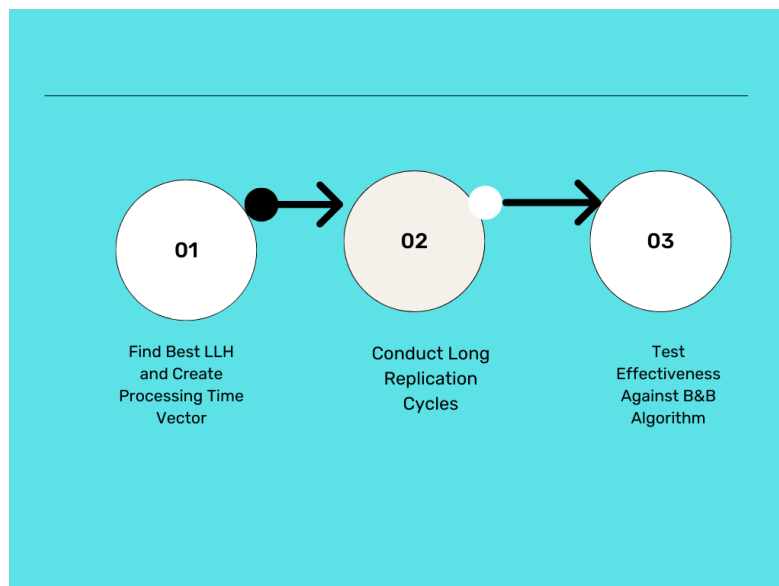 01
Find Best LLH
and Create
Processing Time
Vector
02
Conduct Long
Replication
Cycles
03
Test
Effectiveness
Against B&B
Algorithm